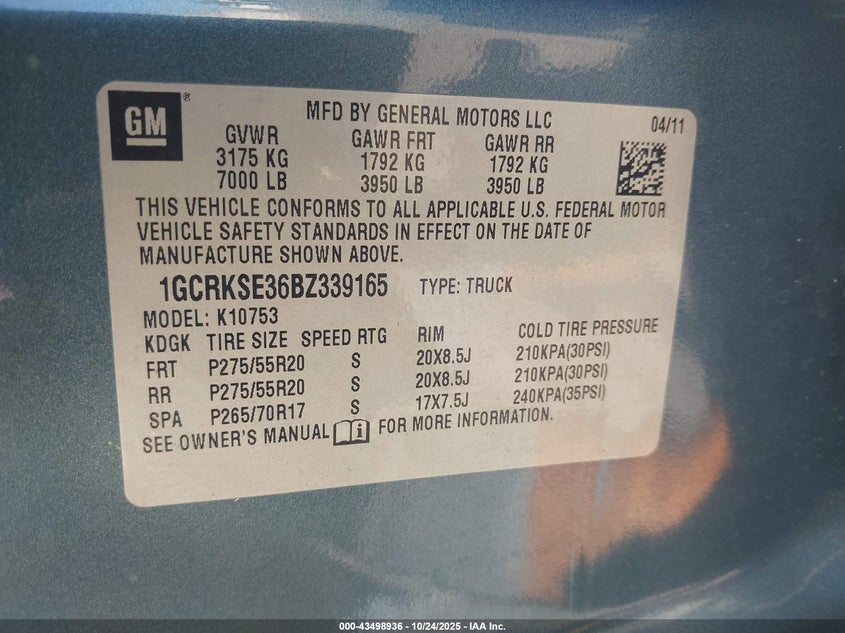 GM ®
MFD BY GENERAL MOTORS LLC 04/11
GVWR GAWR FRT GAWR RR
3175 KG 1792 KG 1792 KG
7000 LB 3950 LB 3950 LB
THIS VEHICLE CONFORMS TO ALL APPLICABLE U.S. FEDERAL MOTOR
VEHICLE SAFETY STANDARDS IN EFFECT ON THE DATE OF
MANUFACTURE SHOWN ABOVE.
1GCRKSE36BZ339165 TYPE: TRUCK
MODEL: K10753
KDGK TIRE SIZE SPEED RTG RIM COLD TIRE PRESSURE
FRT P275/55R20 S 20X8.5J 210KPA(30PSI)
RR P275/55R20 S 20X8.5J 210KPA(30PSI)
SPA P265/70R17 S 17X7.5J 240KPA(35PSI)
SEE OWNER'S MANUAL i FOR MORE INFORMATION.
000-43498936 - 10/24/2025 - IAA Inc.